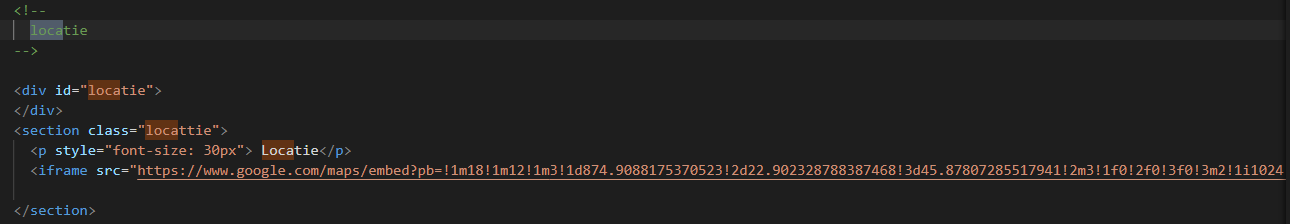 <!--
locatie
-->
<div id="locatie">
</div>
<section class="locattie">
<p style="font-size: 30px"> Locatie</p>
<iframe src="https://www.google.com/maps/embed?pb=!1m18!1m12!1m3!1d874.9088175370523!2d22.902328788387468!3d45.87807285517941!2m3!1f0!2f0!3f0!3m2!1i1024
</section>